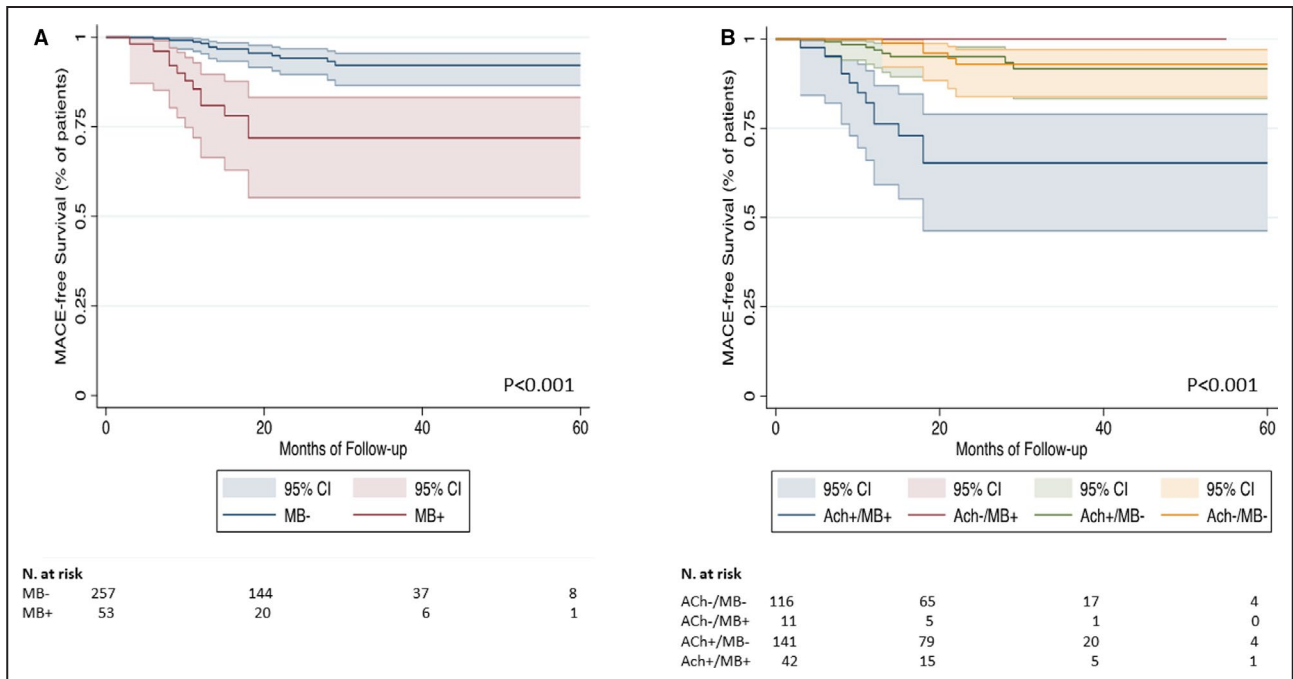 A
MACE-free Survival (% of patients)
1
0.75
0.5
0.25
0
P<0.001
0 20 40 60
Months of Follow-up
95% CI 95% CI
MB- MB+
N. at risk
MB- 257 144 37 8
MB+ 53 20 6 1
B
MACE-free Survival (% of patients)
1
0.75
0.5
0.25
0
P<0.001
0 20 40 60
Months of Follow-up
95% CI 95% CI 95% CI 95% CI
Ach+/MB+ Ach-/MB+ Ach+/MB- Ach-/MB-
N. at risk
ACh-/MB- 116 65 17 4
ACh-/MB+ 11 5 1 0
ACh+/MB- 141 79 20 4
Ach+/MB+ 42 15 5 1